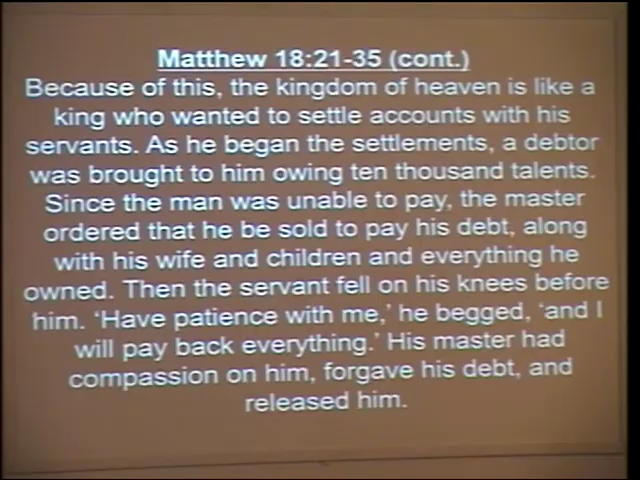 Matthew 18:21-35 (cont.)
Because of this, the kingdom of heaven is like a
king who wanted to settle accounts with his
servants. As he began the settlements, a debtor
was brought to him owing ten thousand talents.
Since the man was unable to pay, the master
ordered that he be sold to pay his debt, along
with his wife and children and everything he
owned. Then the servant fell on his knees before
him. ‘Have patience with me,’ he begged, ‘and I
will pay back everything.’ His master had
compassion on him, forgave his debt, and
released him.